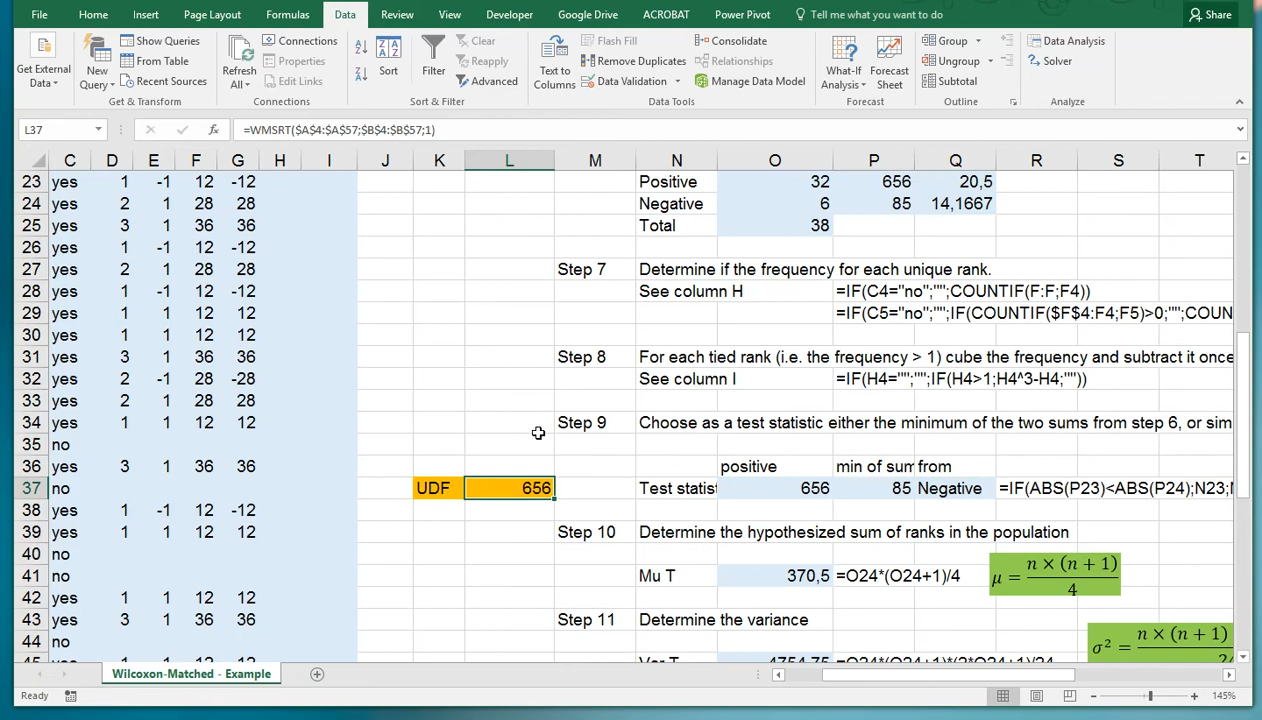 File Home Insert Page Layout Formulas Data Review View Developer Google Drive ACROBAT Power Pivot Tell me what you want to do Share
Get External Data
New Query
Show Queries
From Table
Recent Sources
Get & Transform
Refresh All
Connections
Properties
Edit Links
Connections
Sort
Filter
Clear
Reapply
Advanced
Sort & Filter
Text to Columns
Flash Fill
Remove Duplicates
Data Validation
Consolidate
Relationships
Manage Data Model
Data Tools
What-If Analysis
Forecast Sheet
Forecast
Group
Ungroup
Subtotal
Outline
Data Analysis
Solver
Analyze
L37 fx =WMSRT($A$4:$A$57;$B$4:$B$57;1)
C D E F G H I J K L M N O P Q R S T
23 yes 1 -1 12 -12 Positive 32 656 20,5
24 yes 2 1 28 28 Negative 6 85 14,1667
25 yes 3 1 36 36 Total 38
26 yes 1 -1 12 -12
27 yes 2 1 28 28 Step 7 Determine if the frequency for each unique rank.
28 yes 1 -1 12 -12 See column H =IF(C4="no";"";COUNTIF(F:F;F4))
29 yes 1 1 12 12 =IF(C5="no";"";IF(COUNTIF($F$4:F4;F5)>0;"";COUN
30 yes 1 1 12 12
31 yes 3 1 36 36 Step 8 For each tied rank (i.e. the frequency > 1) cube the frequency and subtract it once
32 yes 2 -1 28 -28 See column I =IF(H4="";"";IF(H4>1;H4^3-H4;""))
33 yes 2 1 28 28
34 yes 1 1 12 12 Step 9 Choose as a test statistic either the minimum of the two sums from step 6, or sim
35 no
36 yes 3 1 36 36 positive min of sum from
37 no UDF 656 Test statist 656 85 Negative =IF(ABS(P23)<ABS(P24);N23;
38 yes 1 -1 12 -12
39 yes 1 1 12 12 Step 10 Determine the hypothesized sum of ranks in the population
40 no
41 no Mu T 370,5 =O24*(O24+1)/4 μ = n × (n + 1) / 4
42 yes 1 1 12 12
43 yes 3 1 36 36 Step 11 Determine the variance
44 no σ² = n × (n + 1)
Wilcoxon-Matched - Example
Ready 145%